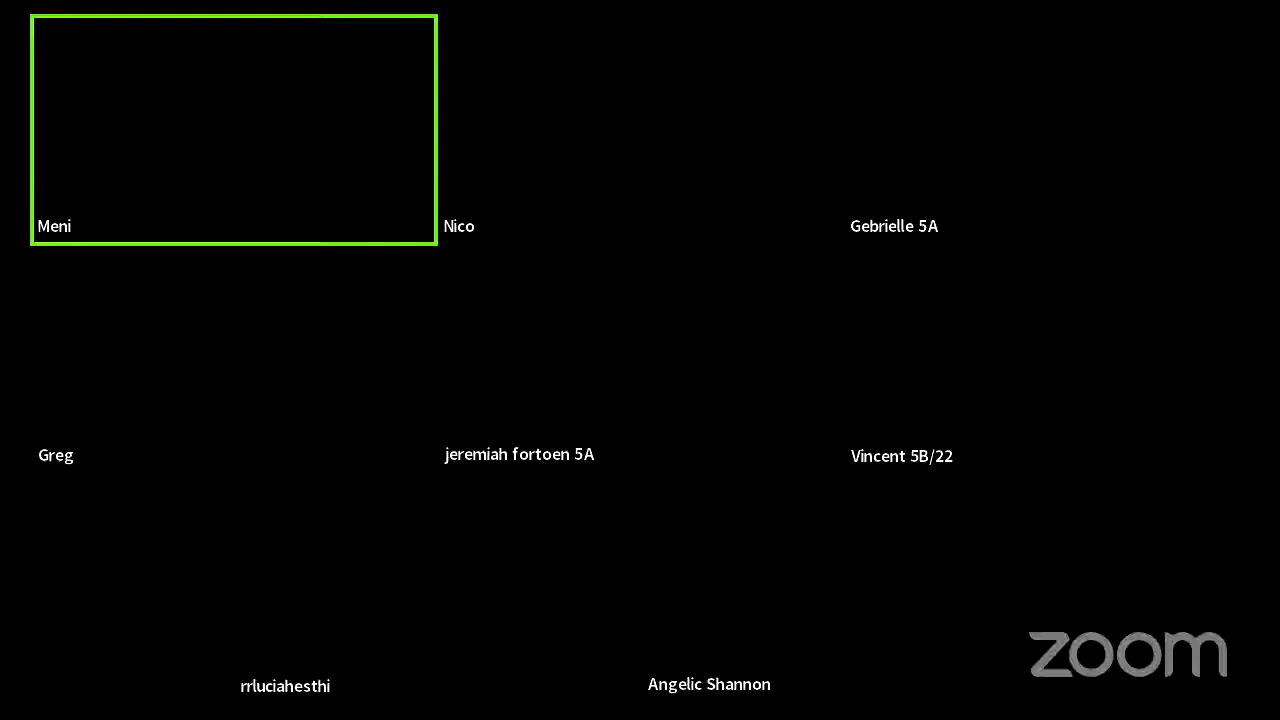 Meni
Nico
Gebrielle 5A
Greg
jeremiah fortoen 5A
Vincent 5B/22
zoom
rrluciahesthi
Angelic Shannon